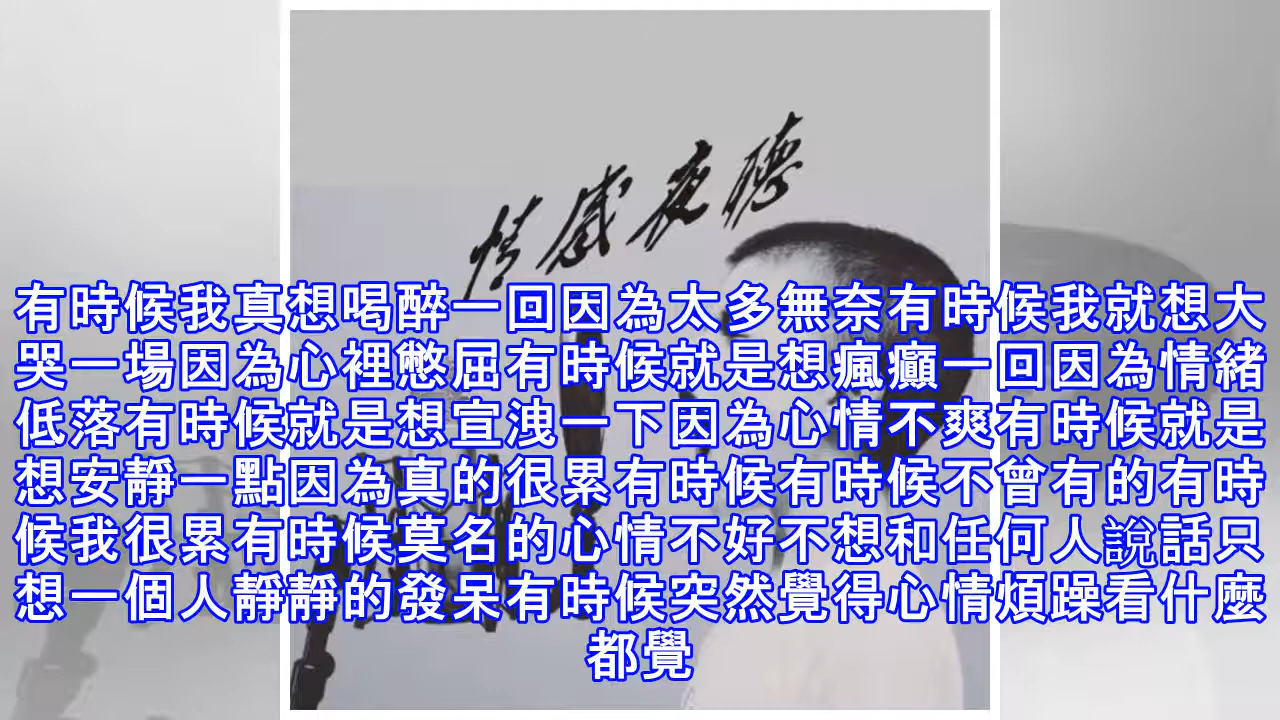 情感夜聽
有時候我真想喝醉一回因為太多無奈有時候我就想大
哭一場因為心裡憋屈有時候就是想瘋癲一回因為情緒
低落有時候就是想宣洩一下因為心情不爽有時候就是
想安靜一點因為真的很累有時候有時候不曾有的有時
候我很累有時候莫名的心情不好不想和任何人說話只
想一個人靜靜的發呆有時候突然覺得心情煩躁看什麼
都覺